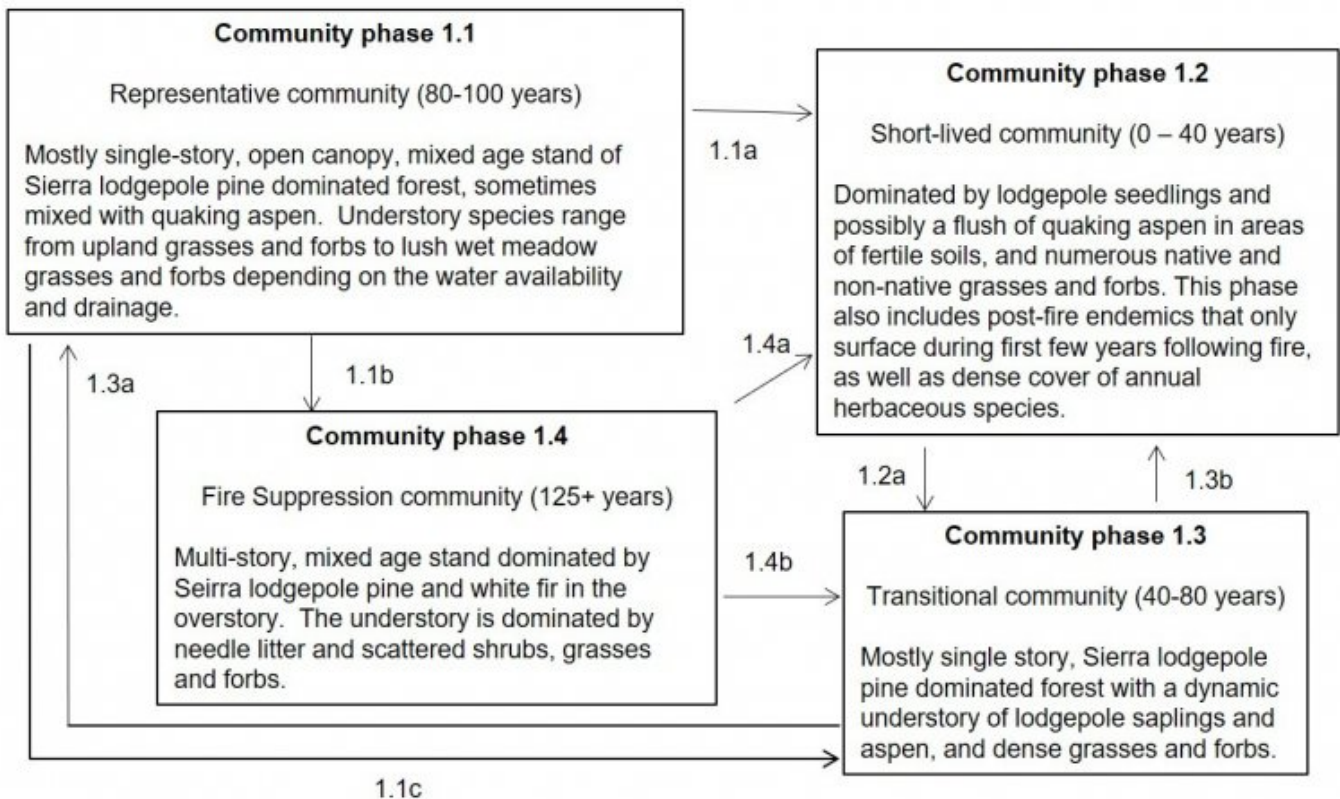 Community phase 1.1
Representative community (80-100 years)
Mostly single-story, open canopy, mixed age stand of
Sierra lodgepole pine dominated forest, sometimes
mixed with quaking aspen.  Understory species range
from upland grasses and forbs to lush wet meadow
grasses and forbs depending on the water availability
and drainage.
1.1a
Community phase 1.2
Short-lived community (0 – 40 years)
Dominated by lodgepole seedlings and
possibly a flush of quaking aspen in areas
of fertile soils, and numerous native and
non-native grasses and forbs. This phase
also includes post-fire endemics that only
surface during first few years following fire,
as well as dense cover of annual
herbaceous species.
1.3a
1.1b
1.4a
Community phase 1.4
Fire Suppression community (125+ years)
Multi-story, mixed age stand dominated by
Seirra lodgepole pine and white fir in the
overstory.  The understory is dominated by
needle litter and scattered shrubs, grasses
and forbs.
1.2a
1.3b
1.4b
Community phase 1.3
Transitional community (40-80 years)
Mostly single story, Sierra lodgepole
pine dominated forest with a dynamic
understory of lodgepole saplings and
aspen, and dense grasses and forbs.
1.1c